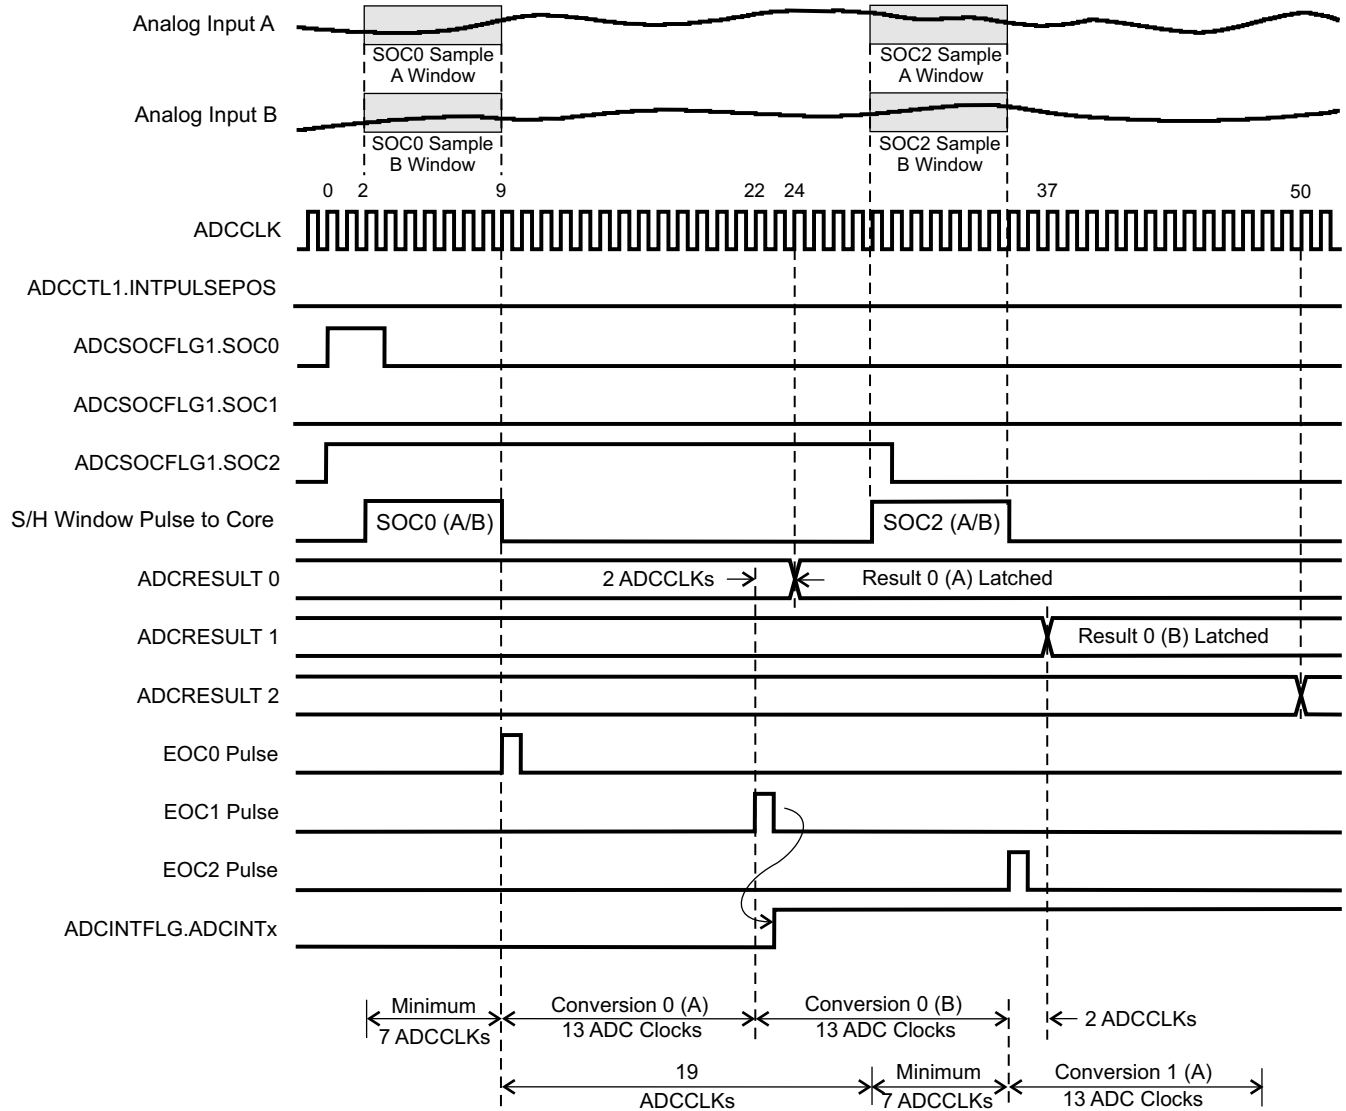 Analog Input A
SOC0 Sample
A Window
SOC2 Sample
A Window
Analog Input B
SOC0 Sample
B Window
SOC2 Sample
B Window
0 2 9 22 24 37 50
ADCCLK
ADCCTL1.INTPULSEPOS
ADCSOCFLG1.SOC0
ADCSOCFLG1.SOC1
ADCSOCFLG1.SOC2
S/H Window Pulse to Core
SOC0 (A/B)
SOC2 (A/B)
ADCRESULT 0
2 ADCCLKs
Result 0 (A) Latched
ADCRESULT 1
Result 0 (B) Latched
ADCRESULT 2
EOC0 Pulse
EOC1 Pulse
EOC2 Pulse
ADCINTFLG.ADCINTx
Minimum
7 ADCCLKs
Conversion 0 (A)
13 ADC Clocks
Conversion 0 (B)
13 ADC Clocks
2 ADCCLKs
19
ADCCLKs
Minimum
7 ADCCLKs
Conversion 1 (A)
13 ADC Clocks